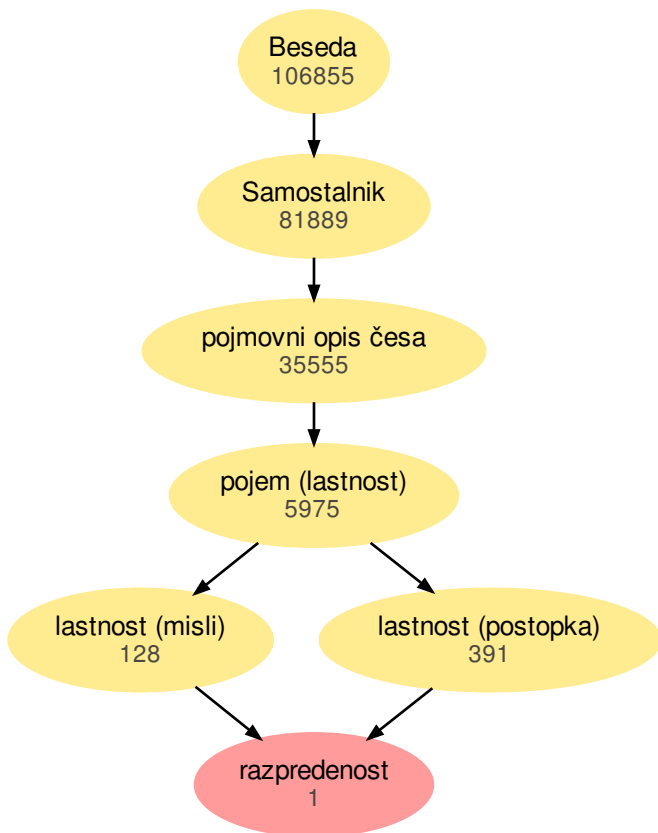 Beseda
106855
Samostalnik
81889
pojmovni opis česa
35555
pojem (lastnost)
5975
lastnost (misli)
128
lastnost (postopka)
391
razpredenost
1